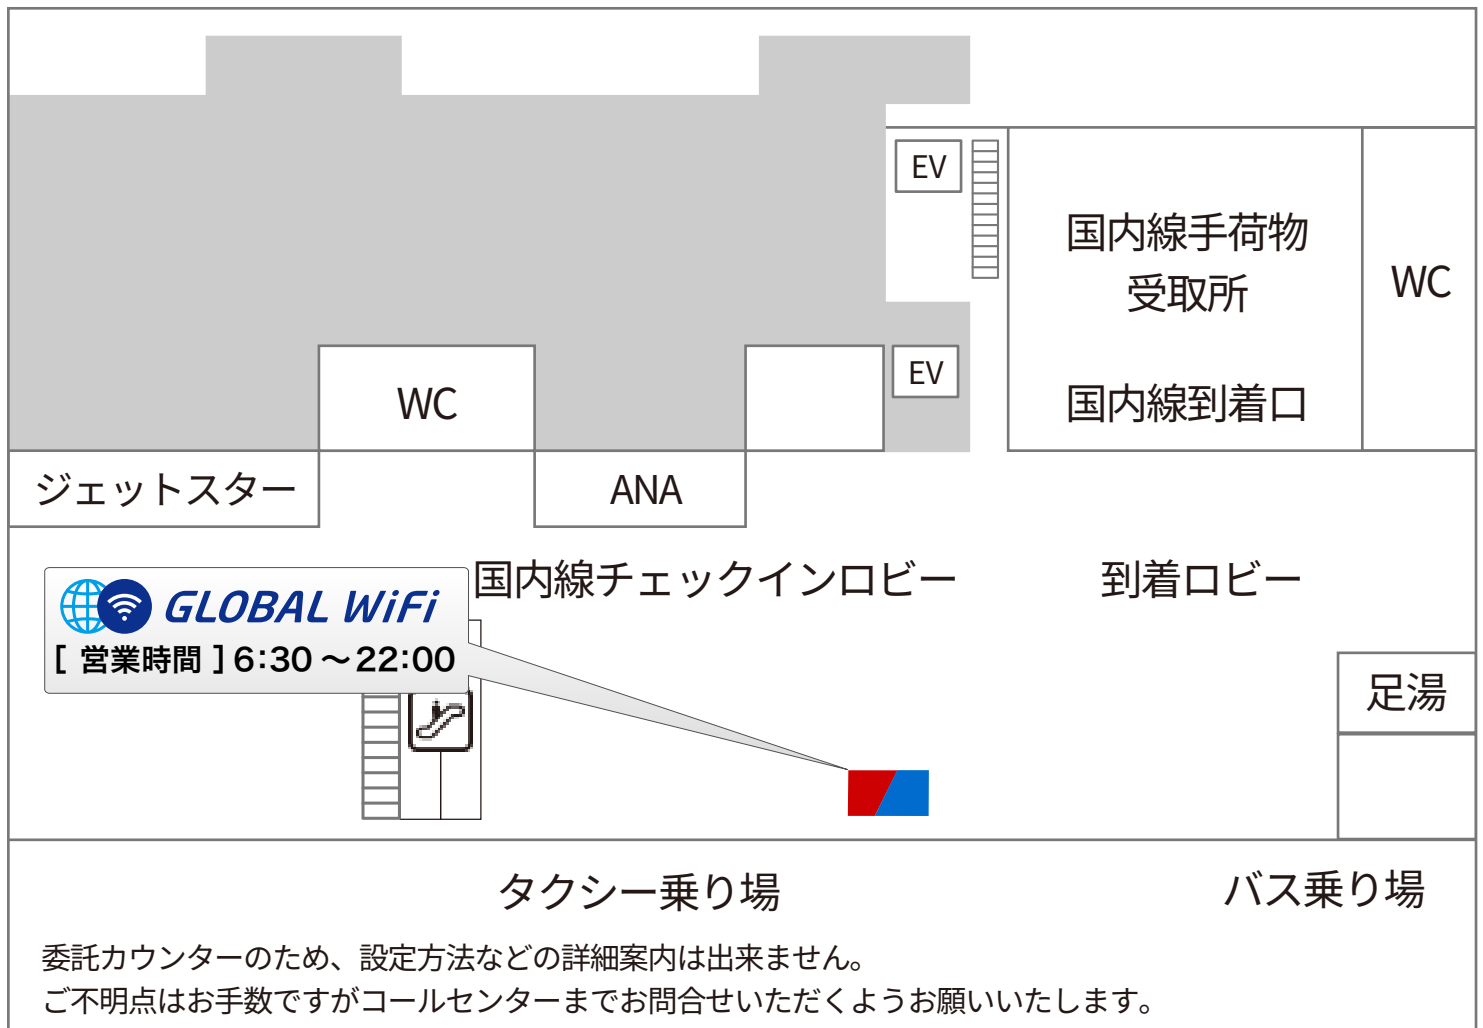 EV
国内線手荷物
受取所
WC
EV
WC
国内線到着口
ジェットスター
ANA
国内線チェックインロビー
到着ロビー
GLOBAL WiFi
[ 営業時間 ] 6:30 ～ 22:00
足湯
タクシー乗り場
バス乗り場
委託カウンターのため、設定方法などの詳細案内は出来ません。
ご不明点はお手数ですがコールセンターまでお問合せいただくようお願いいたします。